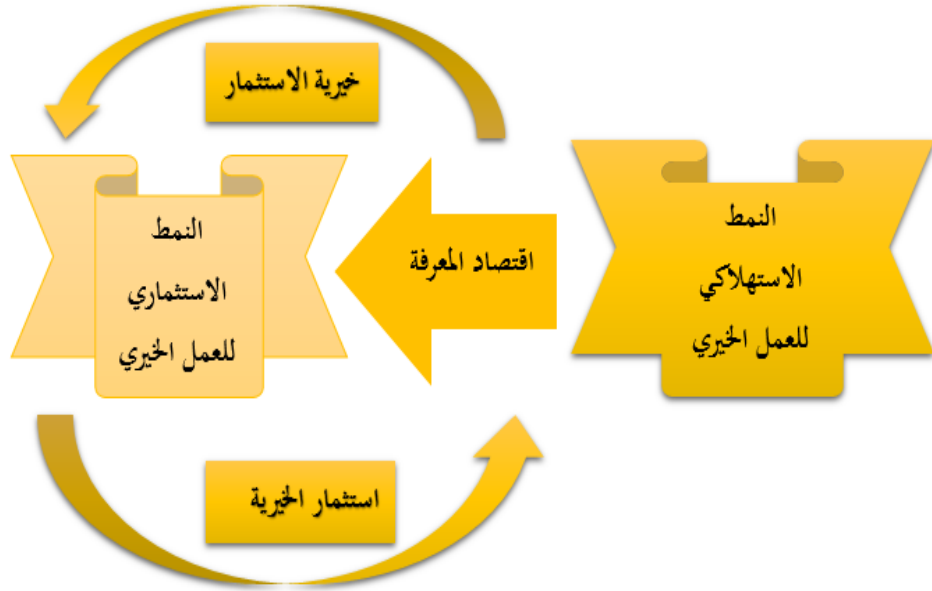 خيرية الاستثمار
النمط
الاستهلاكي
للعمل الخيري
اقتصاد المعرفة
النمط
الاستثماري
للعمل الخيري
استثمار الخيرية